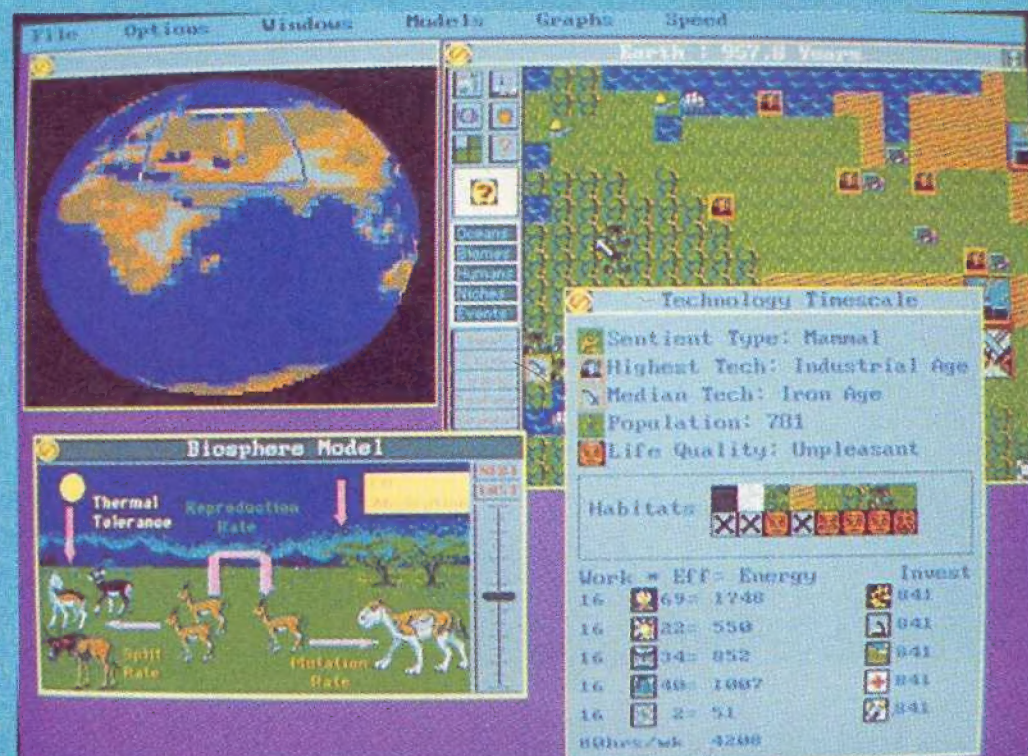 File Options Windows Models Graphs Speed
Earth : 957.8 Years
Oceans
Biomes
Humans
Niches
Events
Technology Timescale
Sentient Type: Mammal
Highest Tech: Industrial Age
Median Tech: Iron Age
Population: 781
Life Quality: Unpleasant
Habitats
Work * Eff= Energy Invest
16 69= 1748 841
16 22= 550 841
16 34= 852 841
16 40= 1007 841
16 2= 51 841
80hrs/wk 4208
Biosphere Model
Thermal
Tolerance
Reproduction
Rate
Split
Rate
Mutation
Rate